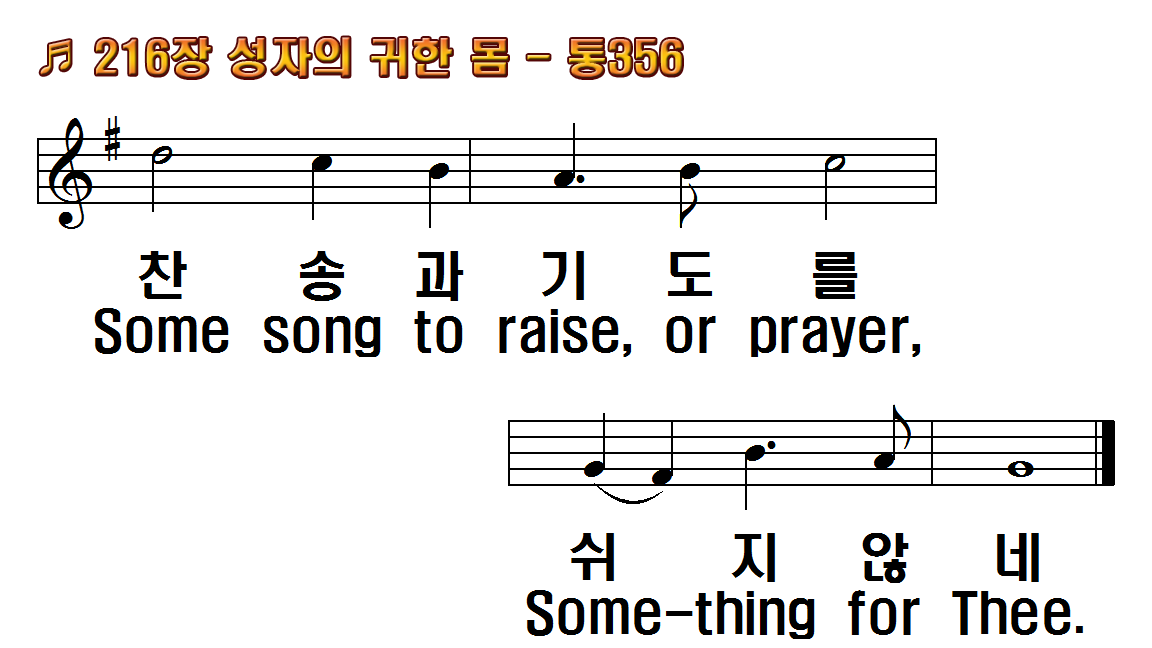 ♬ 216장 성자의 귀한 몸 - 통356
찬 송 과 기 도 를
Some song to raise, or prayer,
쉬 지 않 네
Some-thing for Thee.